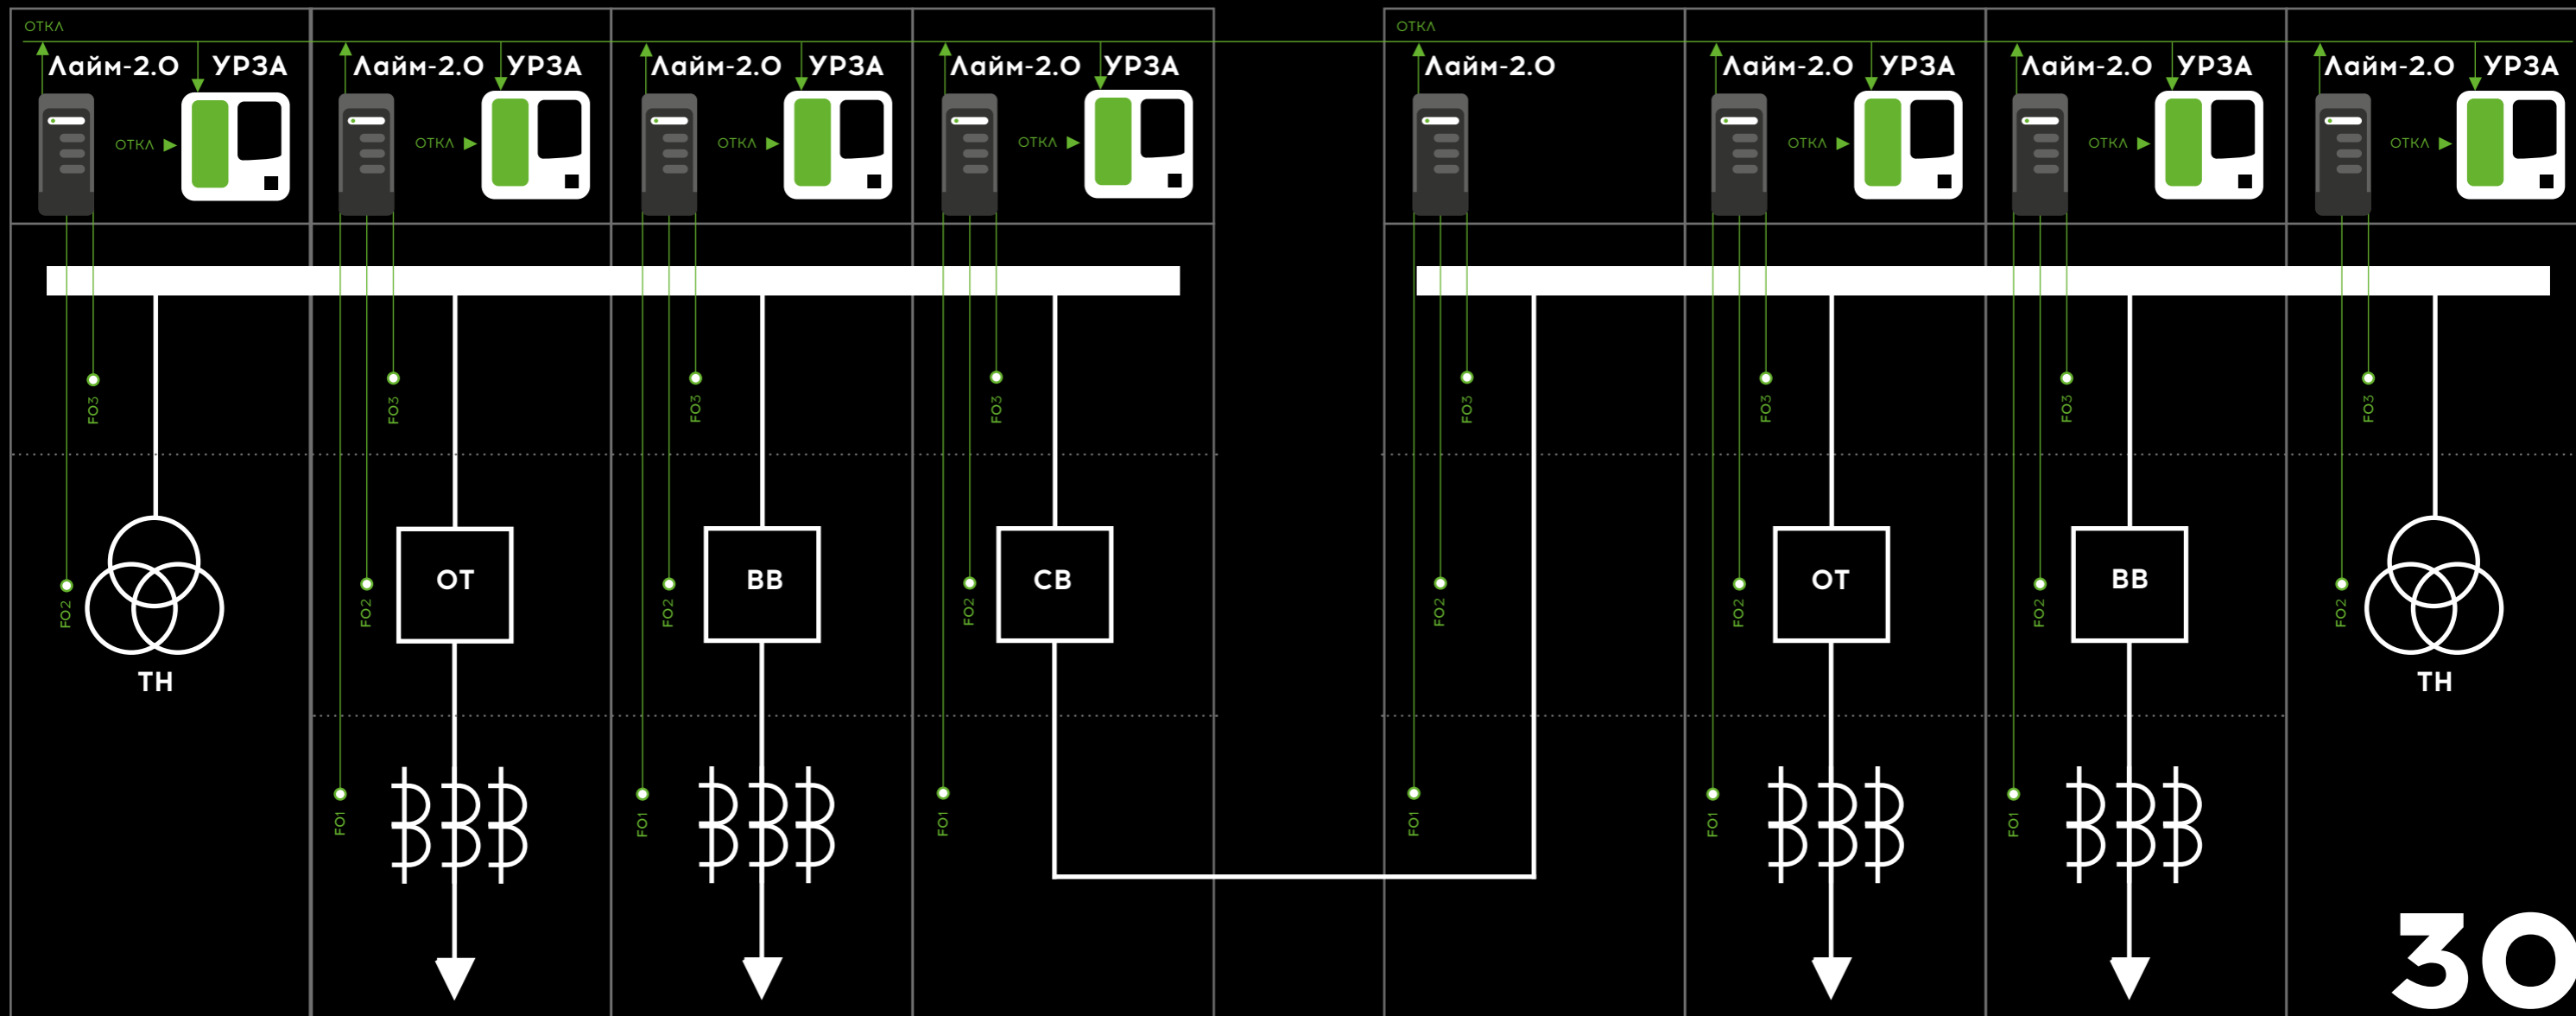 ОТКЛ
ОТКЛ
Лайм-2.0 УРЗА
Лайм-2.0 УРЗА
Лайм-2.0 УРЗА
Лайм-2.0 УРЗА
Лайм-2.0
Лайм-2.0 УРЗА
Лайм-2.0 УРЗА
Лайм-2.0 УРЗА
ОТКЛ
ОТКЛ
ОТКЛ
ОТКЛ
ОТКЛ
ОТКЛ
ОТКЛ
FO3
FO3
FO3
FO3
FO3
FO3
FO3
FO3
ОТ
ВВ
СВ
ОТ
ВВ
FO2
FO2
FO2
FO2
FO2
FO2
FO2
FO2
ТН
ТН
FO1
FO1
FO1
FO1
FO1
FO1
30